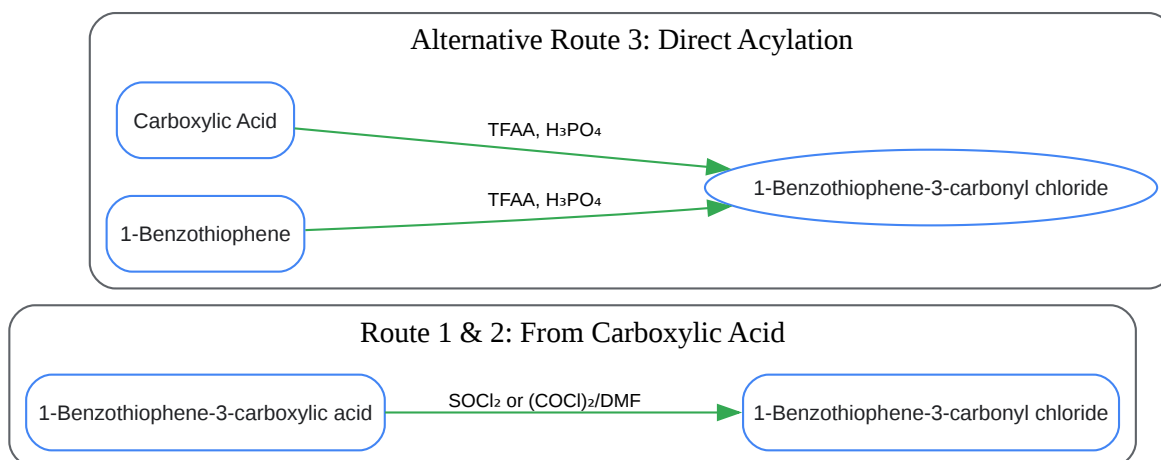 Alternative Route 3: Direct Acylation
Carboxylic Acid
TFAA, H₃PO₄
1-Benzothiophene-3-carbonyl chloride
TFAA, H₃PO₄
1-Benzothiophene
Route 1 & 2: From Carboxylic Acid
1-Benzothiophene-3-carboxylic acid
SOCl₂ or (COCl)₂/DMF
1-Benzothiophene-3-carbonyl chloride